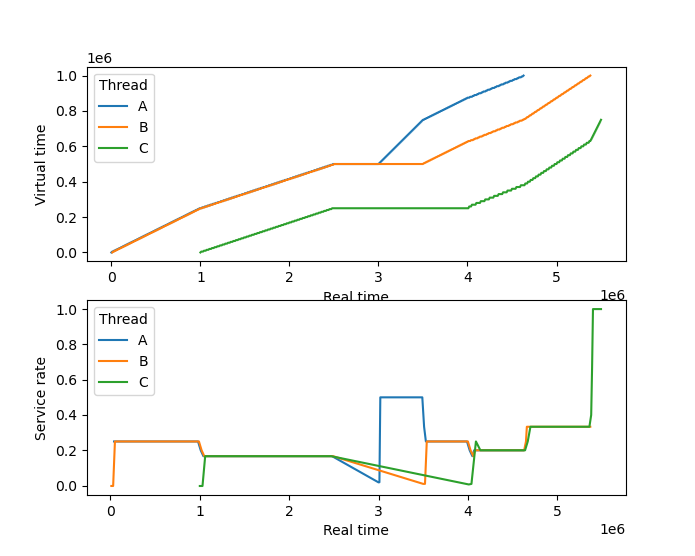 1e6
Thread
A
B
C
Virtual time
1.0
0.8
0.6
0.4
0.2
0.0
0 1 2 3 4 5
Real time
1e6
Thread
A
B
C
Service rate
1.0
0.8
0.6
0.4
0.2
0.0
0 1 2 3 4 5
Real time
1e6